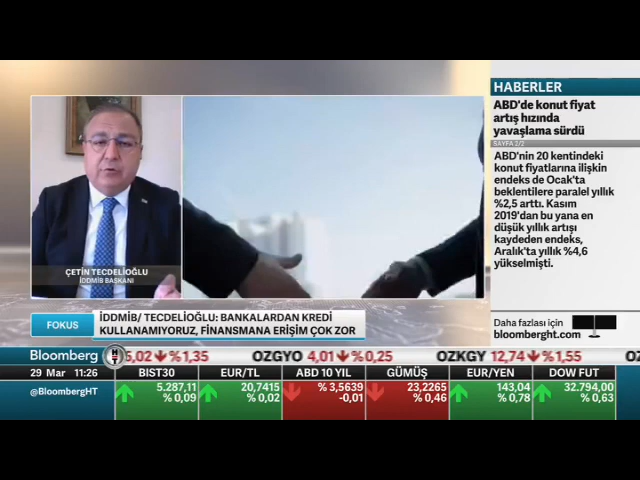 HABERLER
ABD'de konut fiyat
artış hızında
yavaşlama sürdü
SAYFA 2/2
ABD'nin 20 kentindeki
konut fiyatlarına ilişkin
endeks de Ocak'ta
beklentilere paralel yıllık
%2,5 arttı. Kasım
2019'dan bu yana en
düşük yıllık artışı
kaydeden endeks,
Aralık'ta yıllık %4,6
yükselmişti.
Daha fazlası için
bloomberght.com
ÇETİN TECDELİOĞLU
İDDMİB BAŞKANI
FOKUS
İDDMİB/ TECDELİOĞLU: BANKALARDAN KREDİ
KULLANAMIYORUZ, FİNANSMANA ERİŞİM ÇOK ZOR
Bloomberg HT 5,02 %1,35 OZGYO 4,01 %0,25 OZKGY 12,74 %1,55
29 Mar 11:26 BIST30 EUR/TL ABD 10 YIL GÜMÜŞ EUR/YEN DOW FUT
@BloombergHT 5.287,11 20,7415 % 3,5639 23,2265 143,04 32.794,00
% 0,09 % 0,02 -0,01 % 0,46 % 0,78 % 0,63